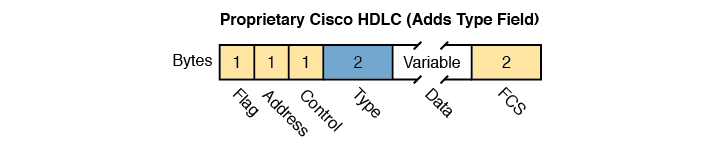 Proprietary Cisco HDLC (Adds Type Field)
Bytes 1 1 1 2 Variable 2
Flag Address Control Type Data FCS